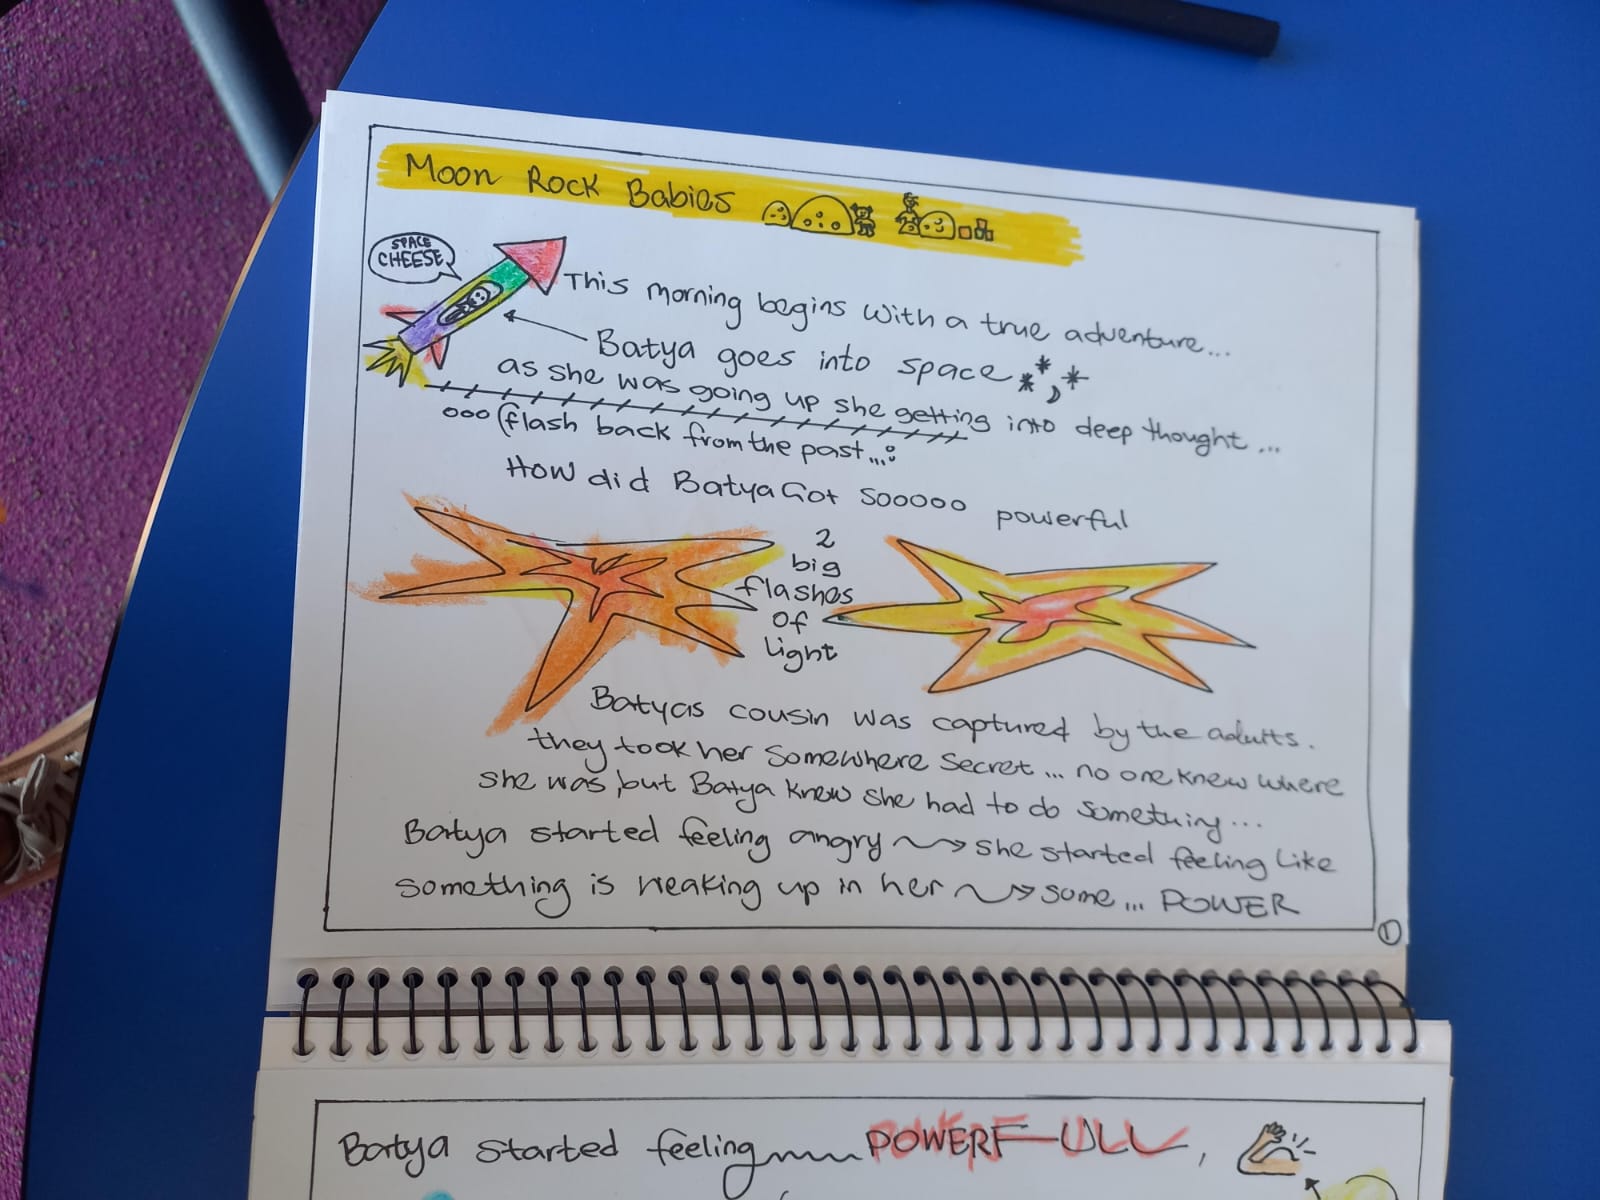 Moon Rock Babies
SPACE
CHEESE
This morning begins with a true adventure...
Batya goes into space
as she was going up she getting into deep thought...
ooo (flash back from the past...:
How did Batya Got sooooo powerful
2
big
flashes
of
light
Batyas cousin was captured by the adults.
they took her somewhere secret... no one knew where
she was, but Batya knew she had to do something...
Batya started feeling angry → she started feeling like
something is weaking up in her → some... POWER
1
Batya started feeling POWERFULL,